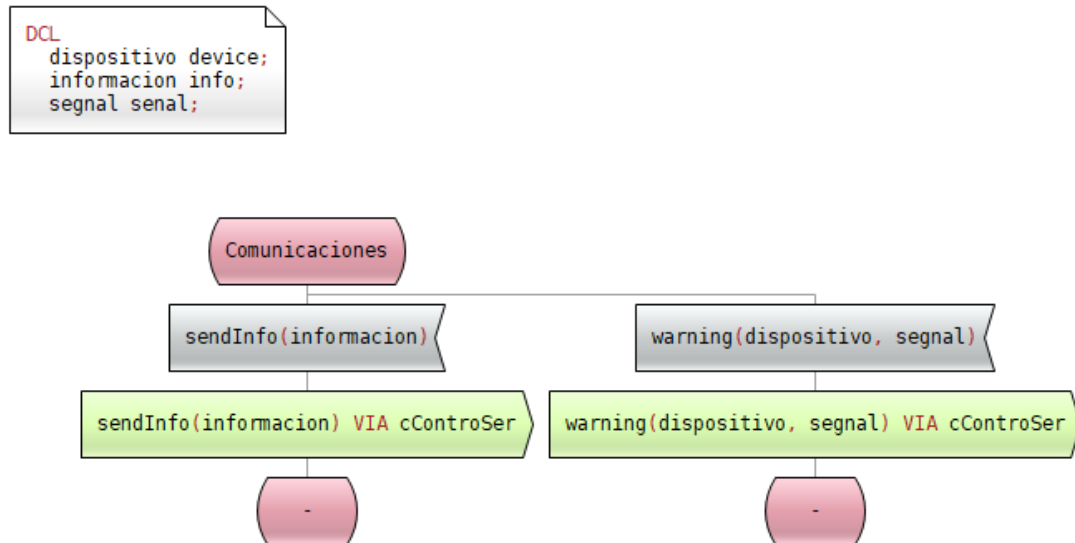 DCL
dispositivo device;
informacion info;
segnal senal;
Comunicaciones
sendInfo(informacion)
warning(dispositivo, segnal)
sendInfo(informacion) VIA cControSer
warning(dispositivo, segnal) VIA cControSer
-
-